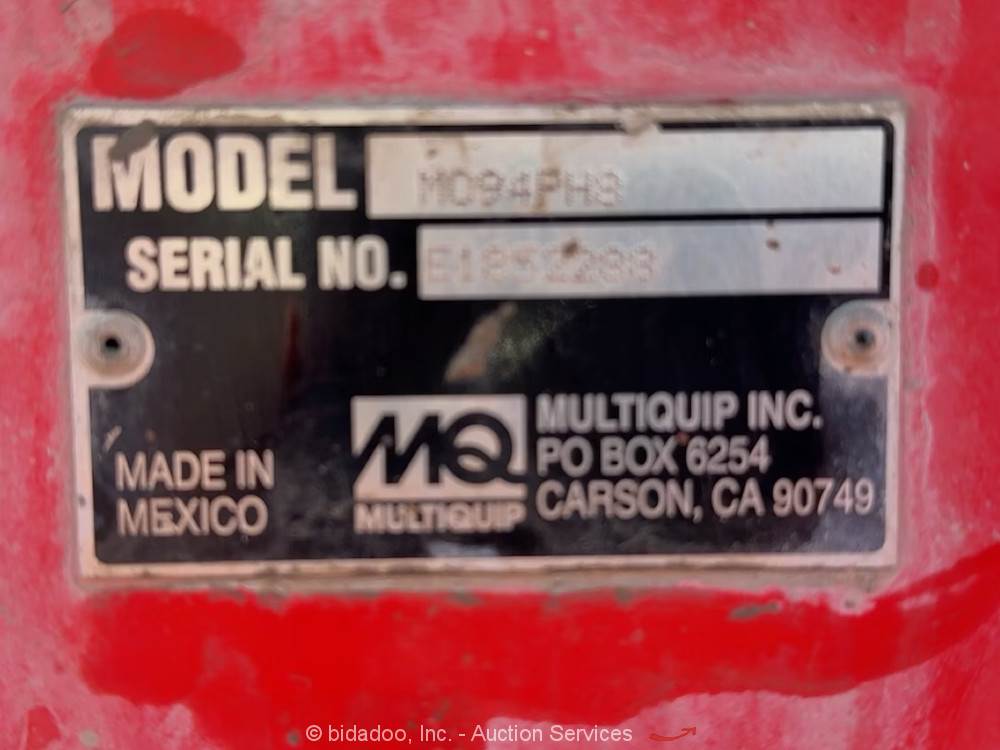 MODEL MC94PH8
SERIAL NO.
MADE IN
MEXICO
MQ
MULTIQUIP
MULTIQUIP INC.
PO BOX 6254
CARSON, CA 90749
© bidadoo, Inc. - Auction Services